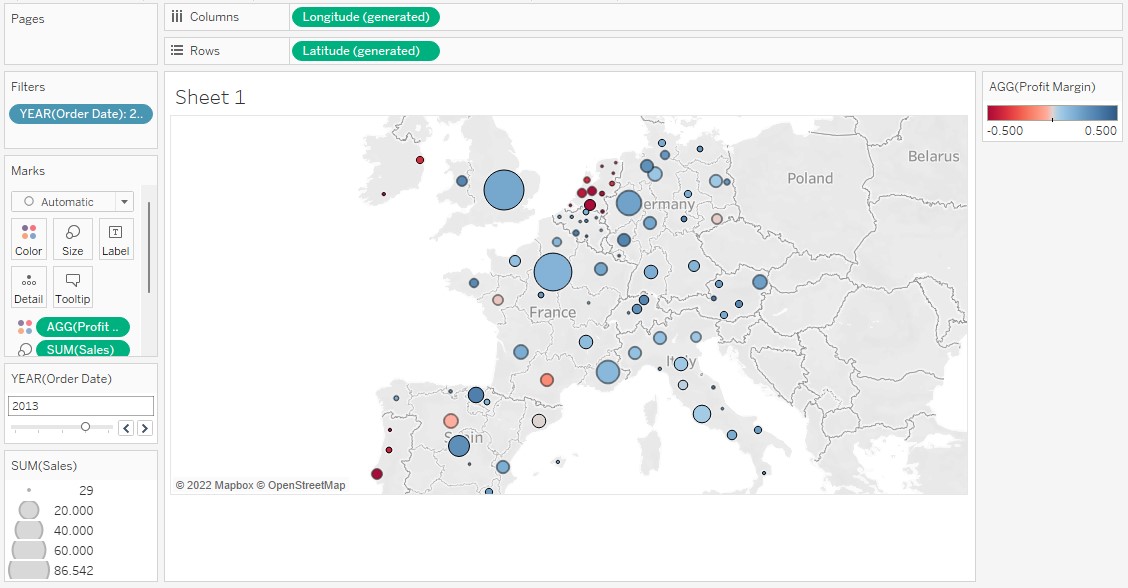 Pages
Columns
Longitude (generated)
Rows
Latitude (generated)
Filters
YEAR(Order Date): 2..
Marks
Automatic
Color
Size
Label
Detail
Tooltip
AGG(Profit ..
SUM(Sales)
YEAR(Order Date)
2013
SUM(Sales)
29
20.000
40.000
60.000
86.542
Sheet 1
Belarus
Poland
ermany
France
Italy
Spain
© 2022 Mapbox © OpenStreetMap
AGG(Profit Margin)
-0.500
0.500